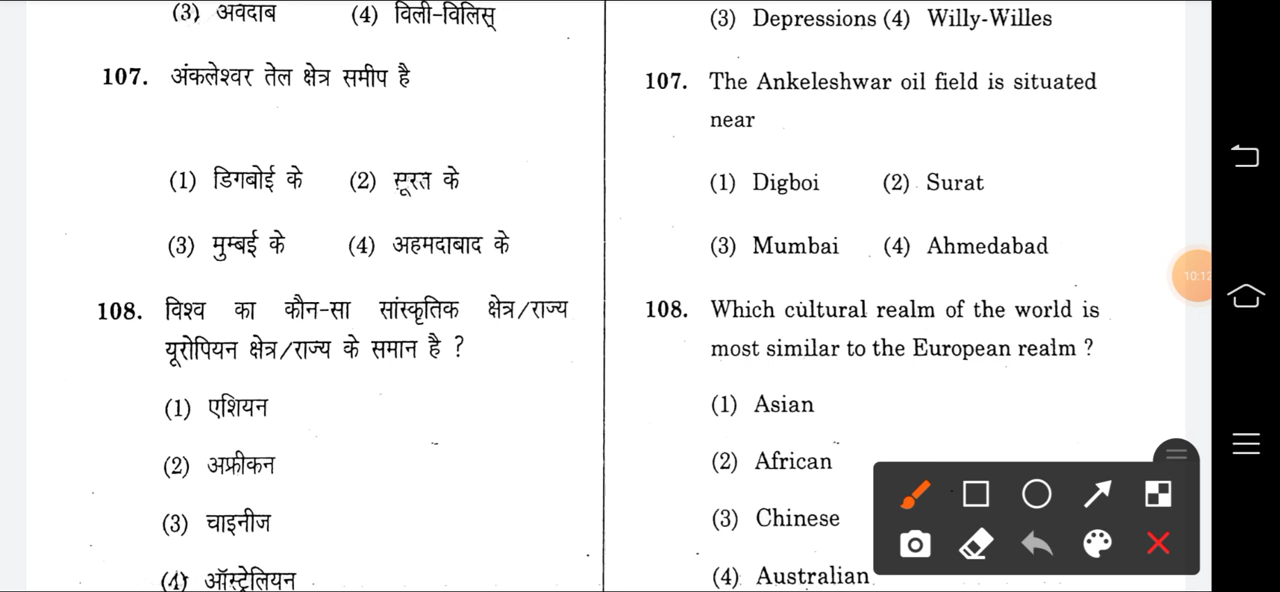 (3) अवदाब (4) विली-विलिस्
107. अंकलेश्वर तेल क्षेत्र समीप है
(1) डिगबोई के (2) सूरत के
(3) मुम्बई के (4) अहमदाबाद के
108. विश्व का कौन-सा सांस्कृतिक क्षेत्र/राज्य
यूरोपियन क्षेत्र/राज्य के समान है ?
(1) एशियन
(2) अफ्रीकन
(3) चाइनीज
(4) ऑस्ट्रेलियन
(3) Depressions (4) Willy-Willes
107. The Ankeleshwar oil field is situated
near
(1) Digboi (2) Surat
(3) Mumbai (4) Ahmedabad
108. Which cultural realm of the world is
most similar to the European realm ?
(1) Asian
(2) African
(3) Chinese
(4) Australian
10:12